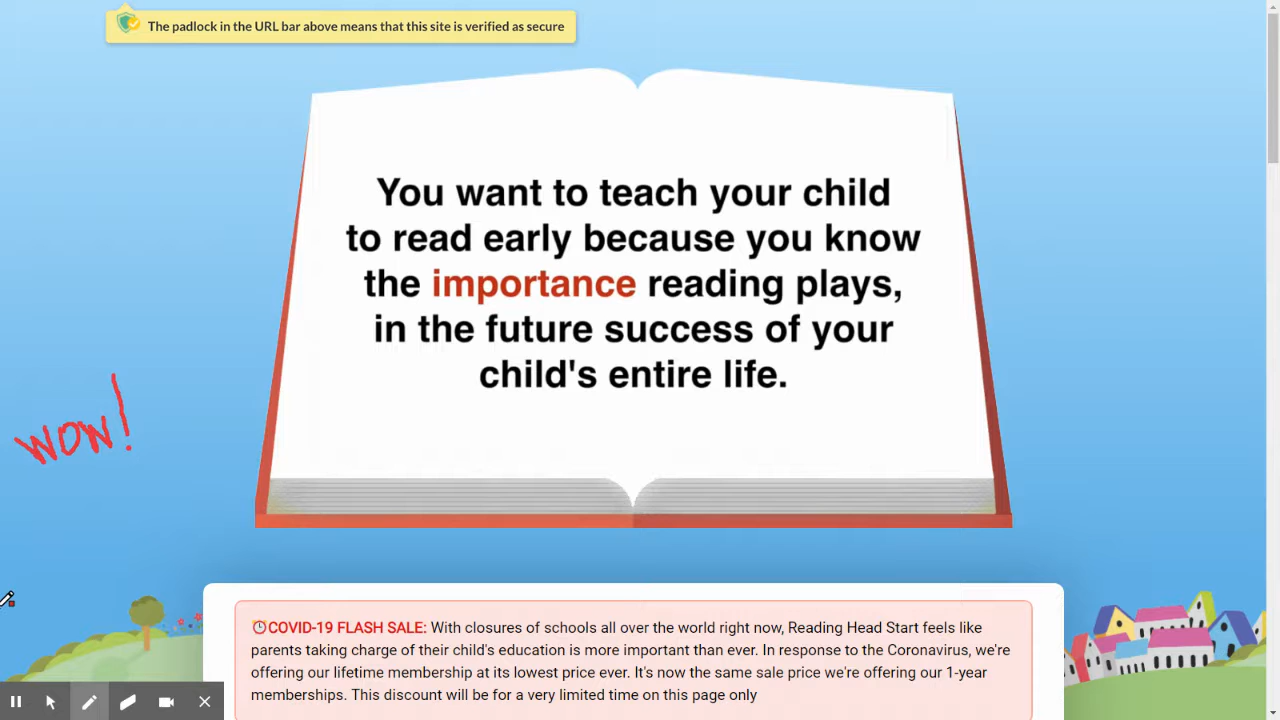 The padlock in the URL bar above means that this site is verified as secure
You want to teach your child
to read early because you know
the importance reading plays,
in the future success of your
child's entire life.
wow!
COVID-19 FLASH SALE: With closures of schools all over the world right now, Reading Head Start feels like
parents taking charge of their child's education is more important than ever. In response to the Coronavirus, we're
offering our lifetime membership at its lowest price ever. It's now the same sale price we're offering our 1-year
memberships. This discount will be for a very limited time on this page only